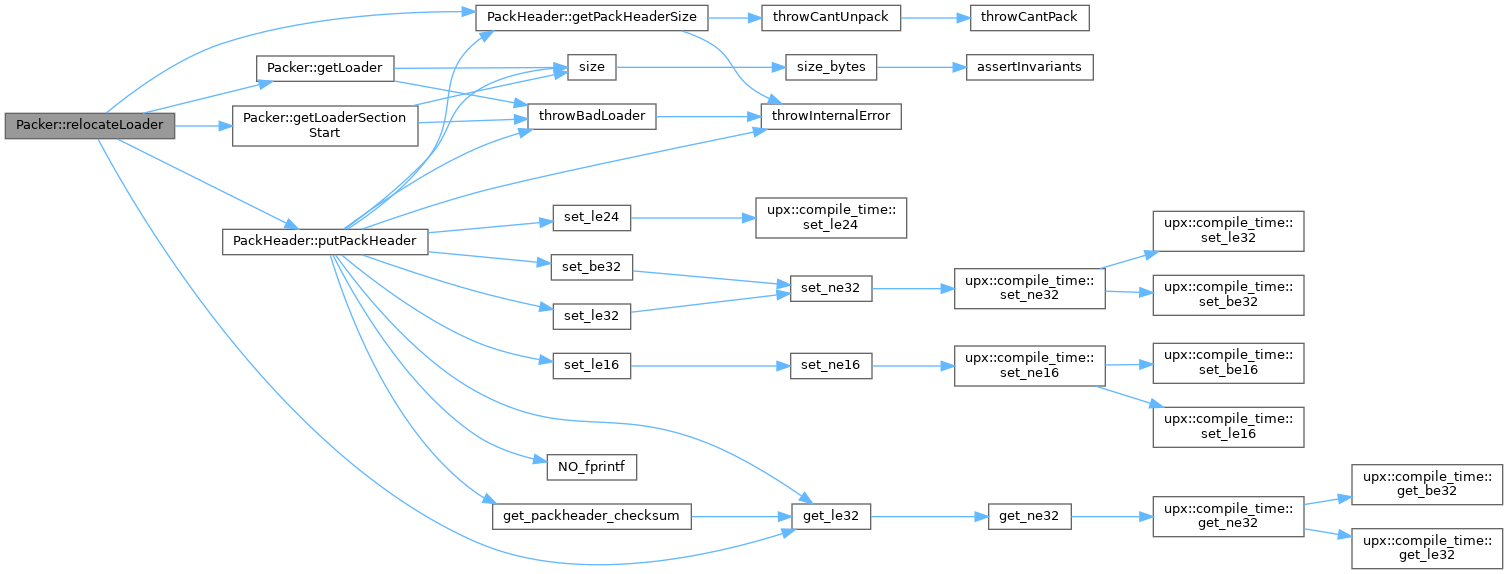 PackHeader::getPackHeaderSize
throwCantUnpack
throwCantPack
Packer::getLoader
size
size_bytes
assertInvariants
Packer::relocateLoader
Packer::getLoaderSection
Start
throwBadLoader
throwInternalError
PackHeader::putPackHeader
set_le24
upx::compile_time::
set_le24
set_be32
set_le32
set_ne32
upx::compile_time::
set_ne32
upx::compile_time::
set_le32
upx::compile_time::
set_be32
set_le16
set_ne16
upx::compile_time::
set_ne16
upx::compile_time::
set_be16
upx::compile_time::
set_le16
NO_fprintf
get_packheader_checksum
get_le32
get_ne32
upx::compile_time::
get_ne32
upx::compile_time::
get_be32
upx::compile_time::
get_le32